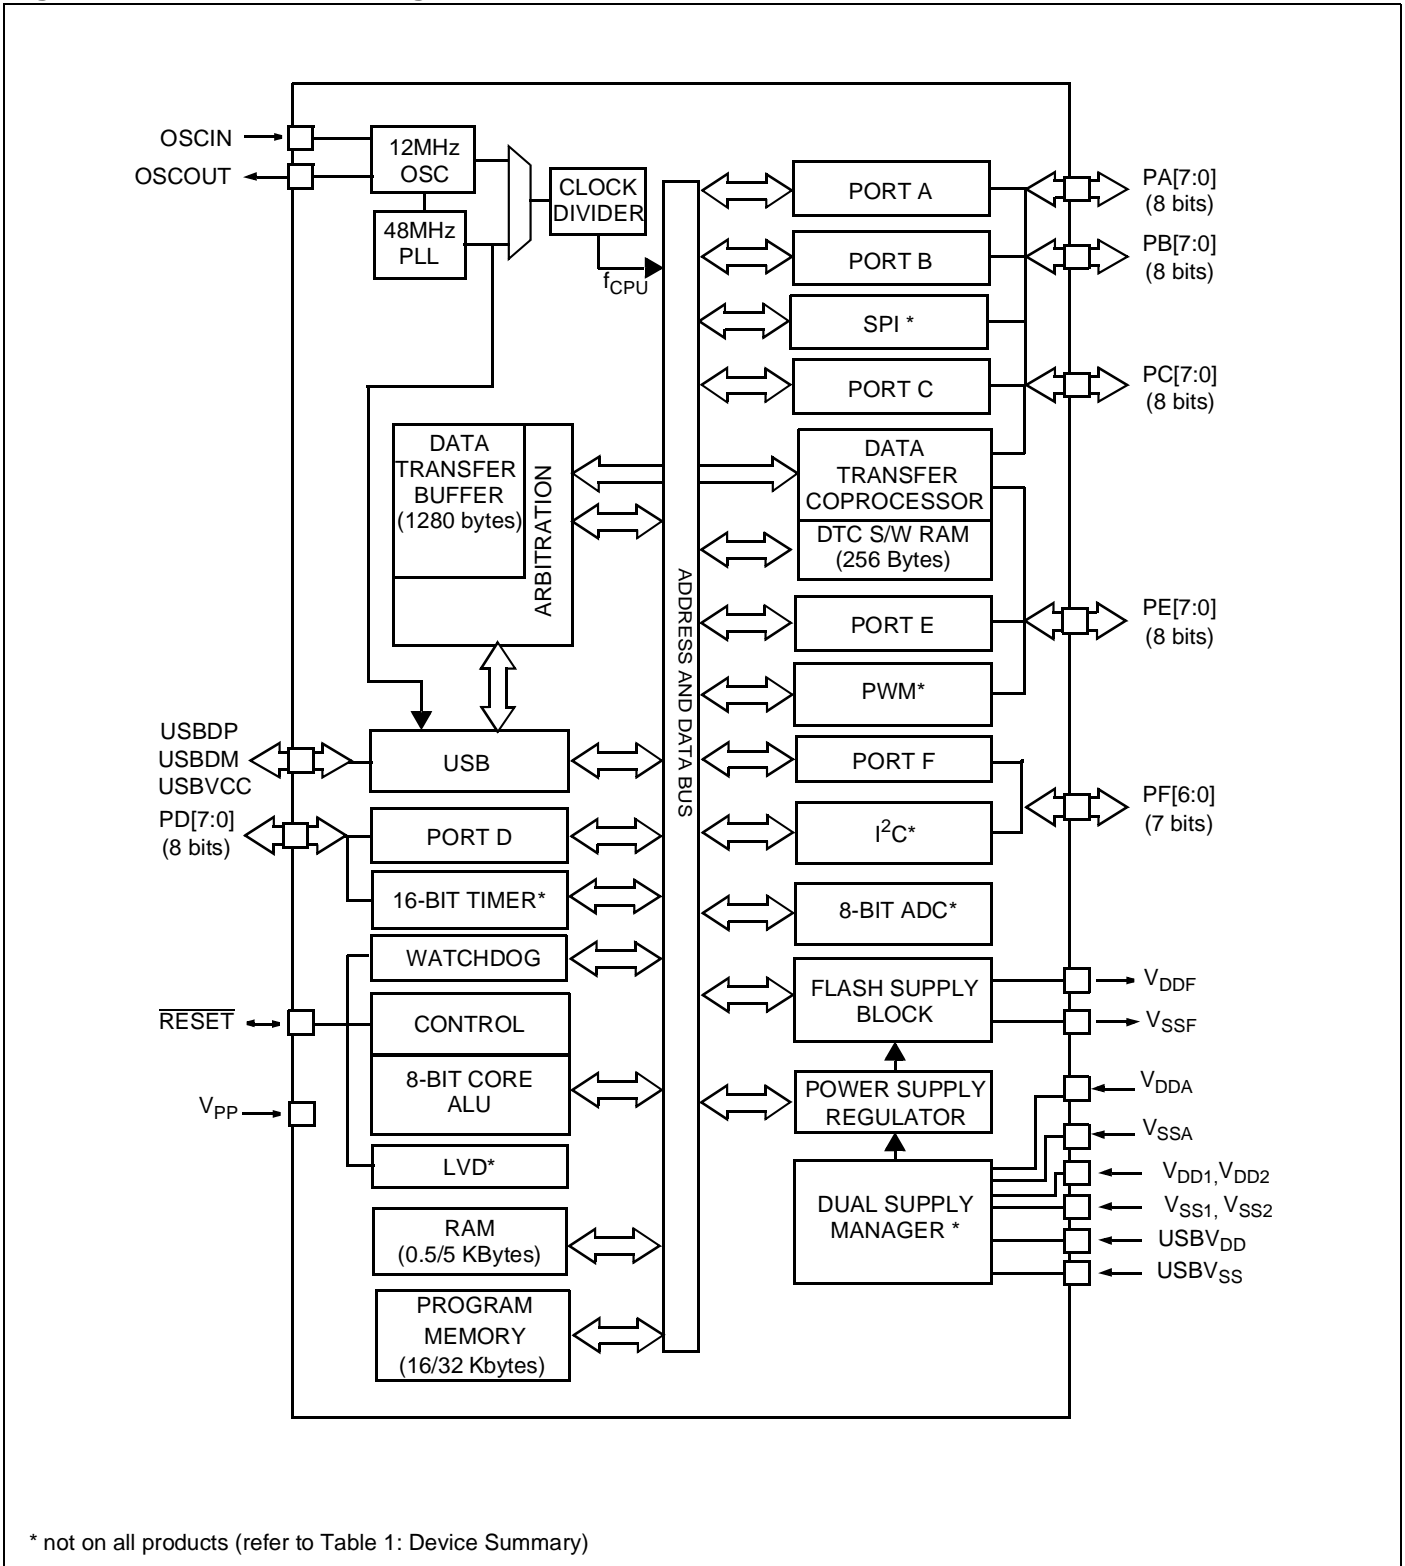 OSCIN
OSCOUT
12MHz
OSC
48MHz
PLL
CLOCK
DIVIDER
fCPU
PORT A
PA[7:0]
(8 bits)
PORT B
PB[7:0]
(8 bits)
SPI *
PORT C
PC[7:0]
(8 bits)
DATA
TRANSFER
BUFFER
(1280 bytes)
ARBITRATION
DATA
TRANSFER
COPROCESSOR
DTC S/W RAM
(256 Bytes)
ADDRESS AND DATA BUS
PORT E
PE[7:0]
(8 bits)
PWM*
USBDP
USBDM
USBVCC
USB
PORT F
PF[6:0]
(7 bits)
I2C*
PD[7:0]
(8 bits)
PORT D
16-BIT TIMER*
8-BIT ADC*
WATCHDOG
RESET
CONTROL
8-BIT CORE
ALU
VPP
LVD*
FLASH SUPPLY
BLOCK
VDDF
VSSF
POWER SUPPLY
REGULATOR
VDDA
VSSA
DUAL SUPPLY
MANAGER *
VDD1,VDD2
VSS1, VSS2
USBVDD
USBVSS
RAM
(0.5/5 KBytes)
PROGRAM
MEMORY
(16/32 Kbytes)
* not on all products (refer to Table 1: Device Summary)